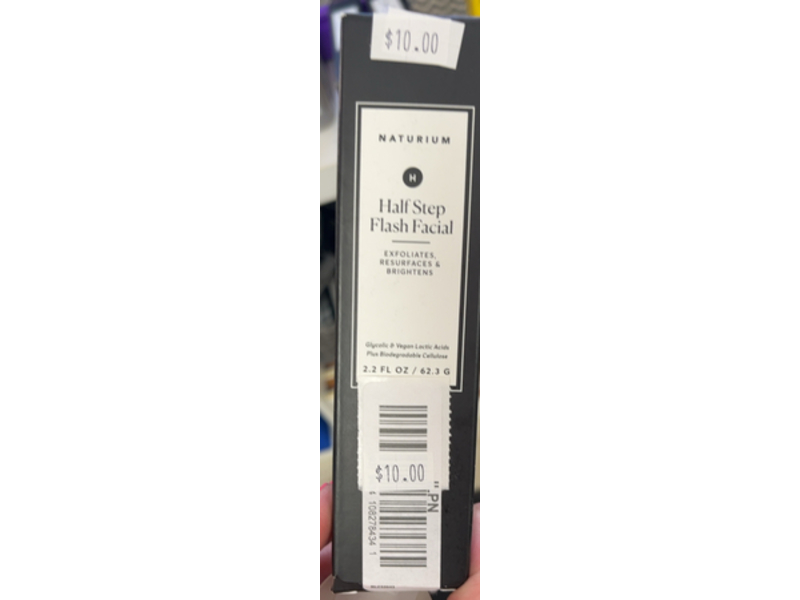 $10.00
NATURIUM
H
Half Step
Flash Facial
EXFOLIATES,
RESURFACES &
BRIGHTENS
Glycolic & Vegan Lactic Acids
Plus Biodegradable Cellulose
2.2 FL OZ / 62.3 G
$10.00
LPN